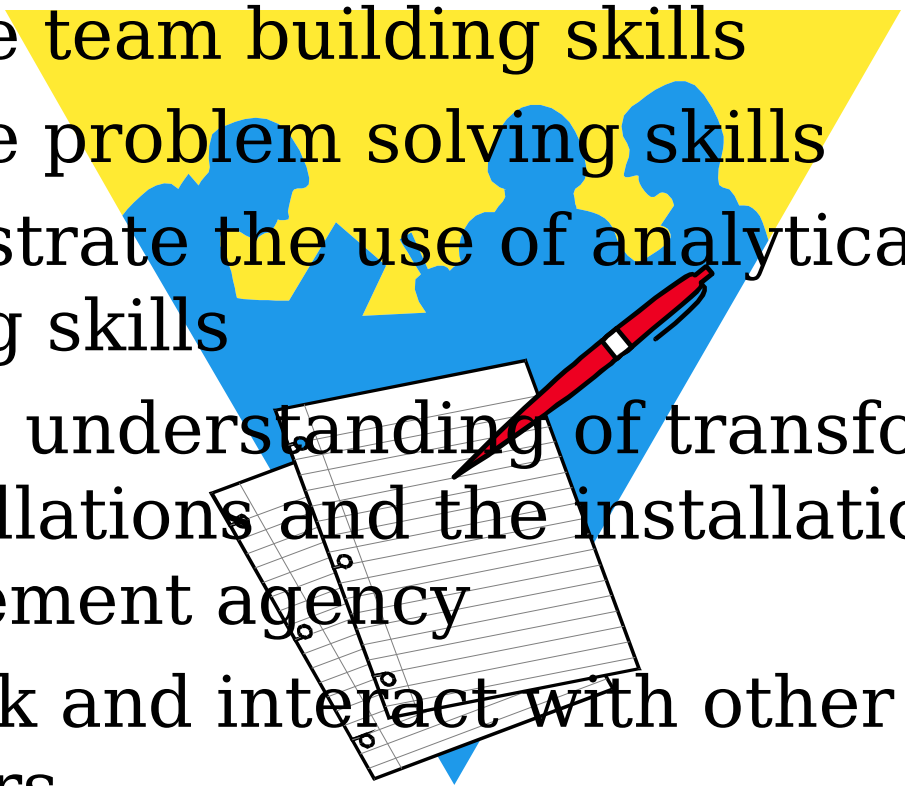 e team building skills
e problem solving skills
strate the use of analytica
g skills
understanding of transfo
llations and the installatio
ement agency
k and interact with other
rs